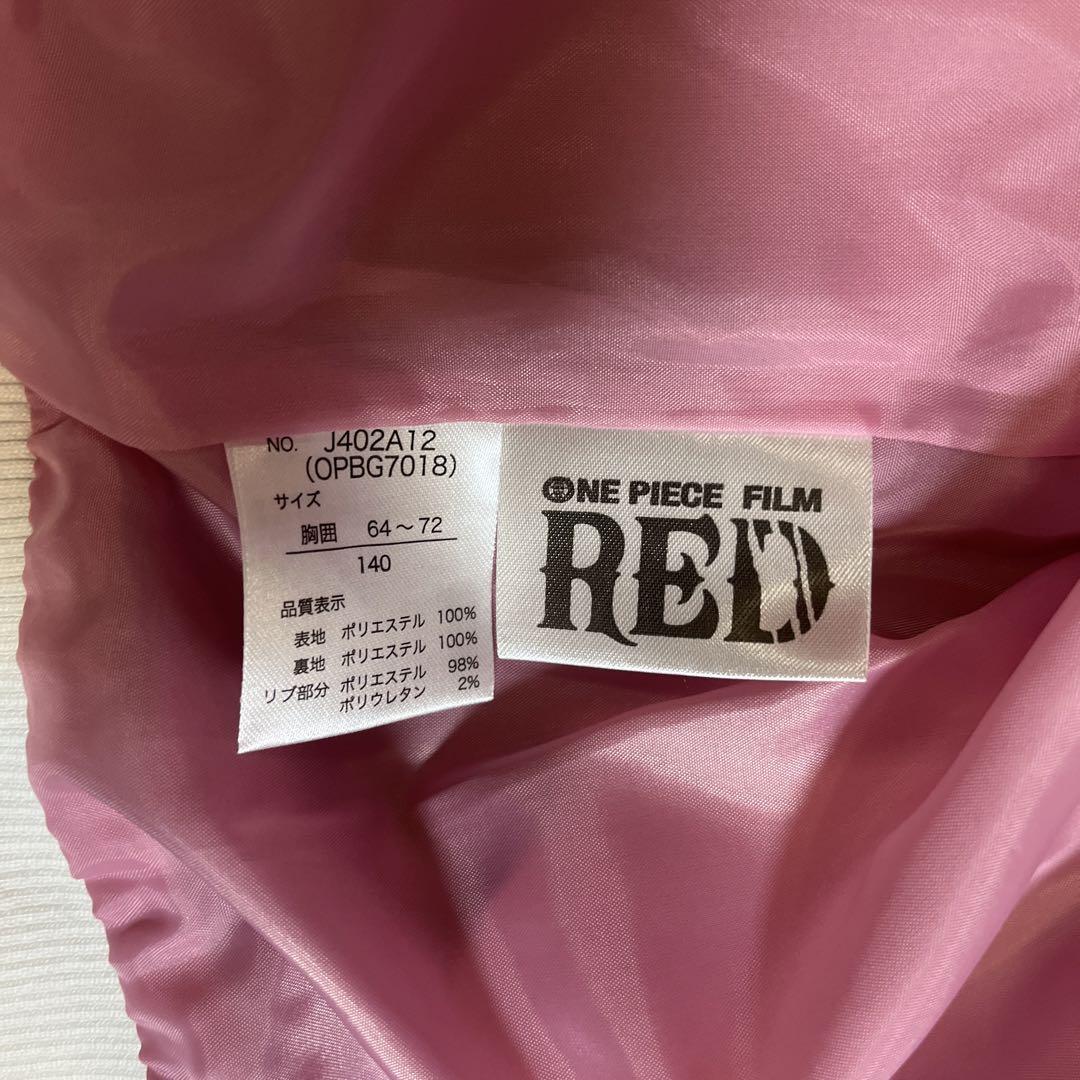 NO. J402A12
(OPBG7018)
サイズ
胸囲 64～72
140
品質表示
表地 ポリエステル 100%
裏地 ポリエステル 100%
リブ部分 ポリエステル 98%
ポリウレタン 2%
ONE PIECE FILM
RED